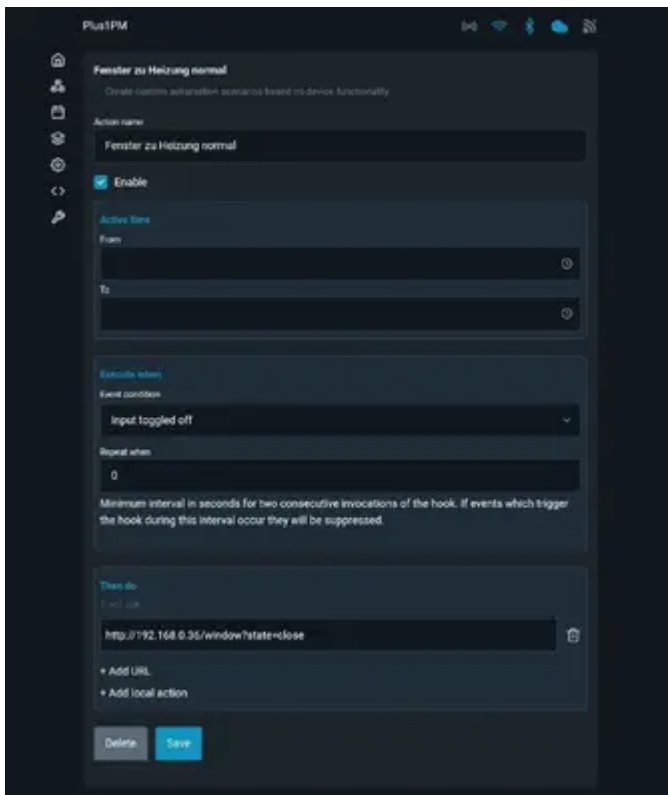 Plus1PM
Fenster zu Heizung normal
Create custom automation scenarios based on device functionality
Action name
Fenster zu Heizung normal
Enable
Active time
From
To
Execute when
Event condition
Input toggled off
Repeat when
0
Minimum interval in seconds for two consecutive invocations of the hook. If events which trigger
the hook during this interval occur they will be suppressed.
Then do
http://192.168.0.36/window?state=close
+ Add URL
+ Add local action
Delete
Save